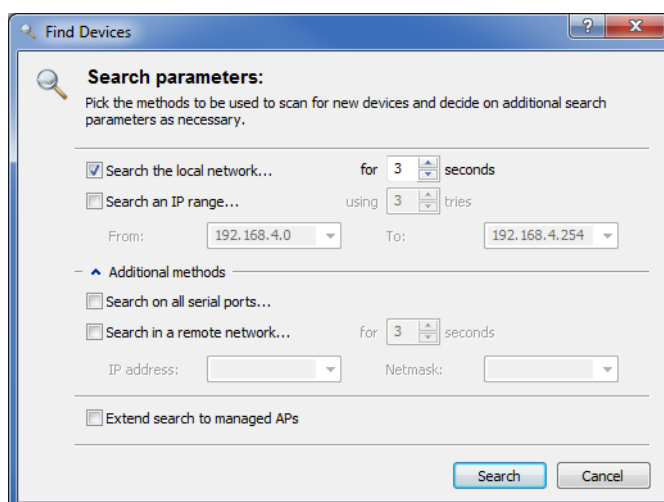 Find Devices
Search parameters:
Pick the methods to be used to scan for new devices and decide on additional search
parameters as necessary.
Search the local network... for 3 seconds
Search an IP range... using 3 tries
From: 192.168.4.0 To: 192.168.4.254
Additional methods
Search on all serial ports...
Search in a remote network... for 3 seconds
IP address: Netmask:
Extend search to managed APs
Search Cancel